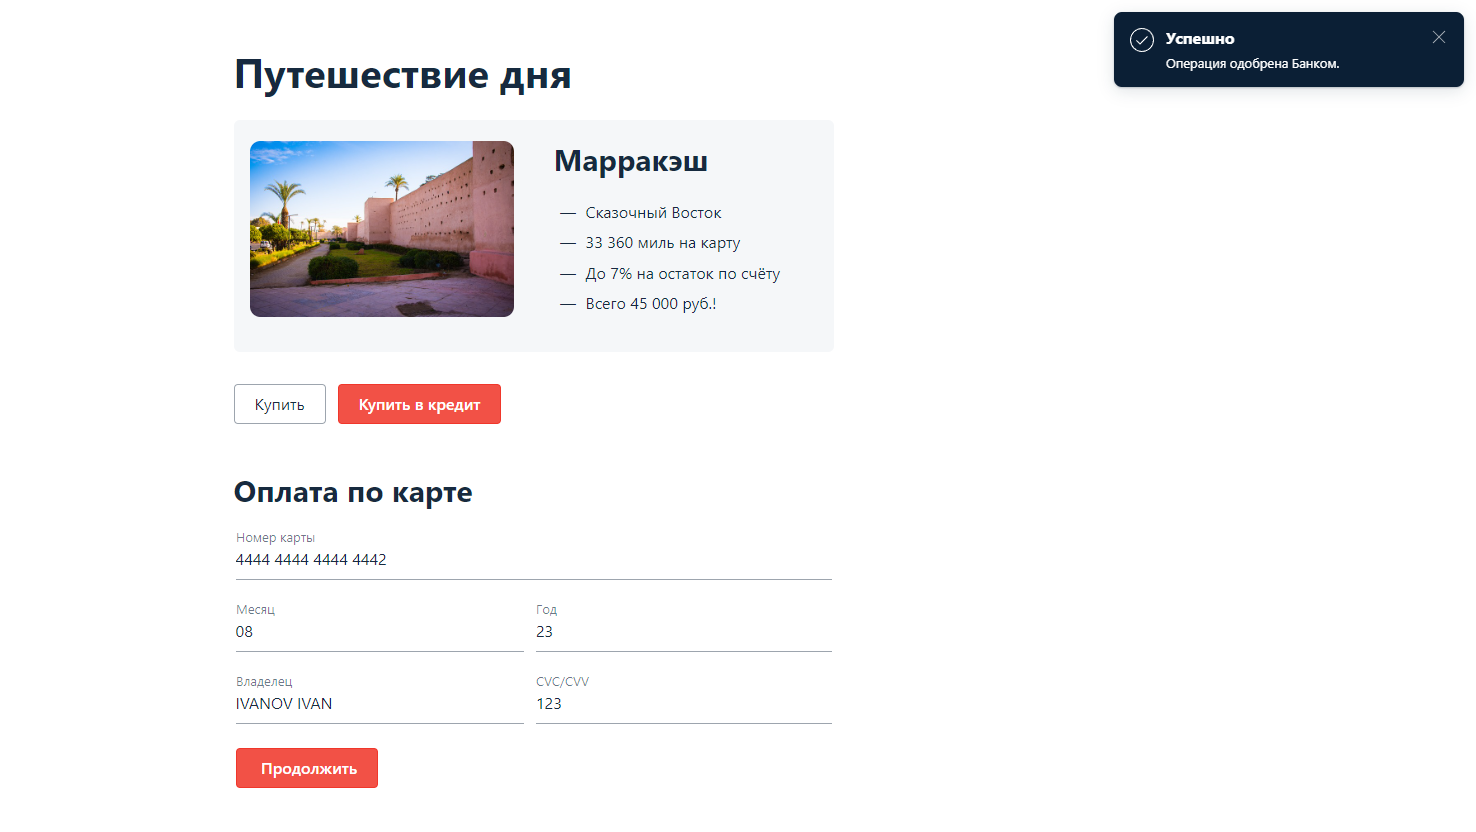 Успешно
Операция одобрена Банком.
Путешествие дня
Марракэш
— Сказочный Восток
— 33 360 миль на карту
— До 7% на остаток по счёту
— Всего 45 000 руб.!
Купить
Купить в кредит
Оплата по карте
Номер карты
4444 4444 4444 4442
Месяц
Год
08
23
Владелец
CVC/CVV
IVANOV IVAN
123
Продолжить